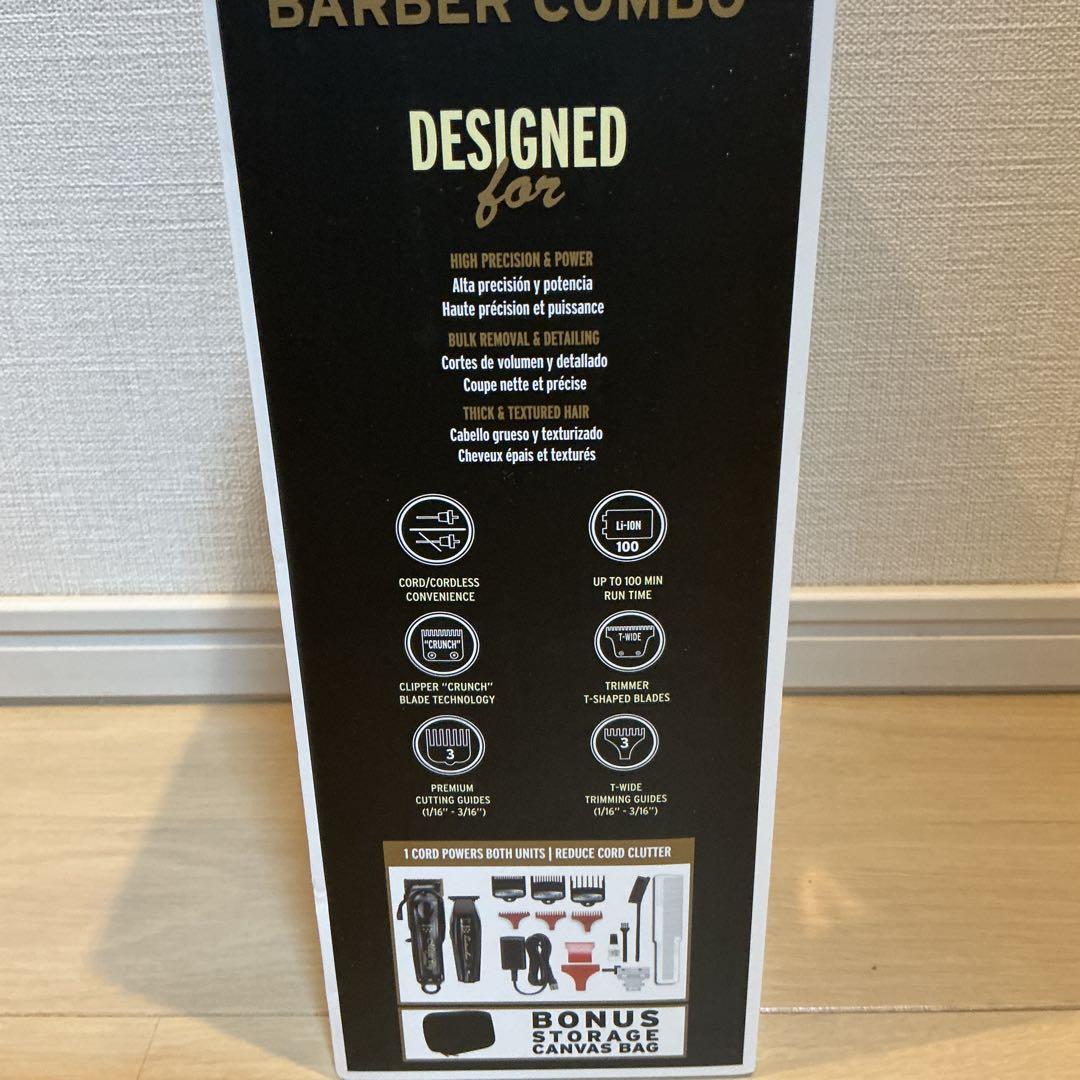 BARBER COMBO
DESIGNED
for
HIGH PRECISION & POWER
Alta precisión y potencia
Haute précision et puissance
BULK REMOVAL & DETAILING
Cortes de volumen y detallado
Coupe nette et précise
THICK & TEXTURED HAIR
Cabello grueso y texturizado
Cheveux épais et texturés
Li-ION
100
CORD/CORDLESS
CONVENIENCE
UP TO 100 MIN
RUN TIME
"CRUNCH"
T-WIDE
CLIPPER "CRUNCH"
BLADE TECHNOLOGY
TRIMMER
T-SHAPED BLADES
3
3
PREMIUM
CUTTING GUIDES
(1/16" - 3/16")
T-WIDE
TRIMMING GUIDES
(1/16" - 3/16")
1 CORD POWERS BOTH UNITS | REDUCE CORD CLUTTER
BONUS
STORAGE
CANVAS BAG